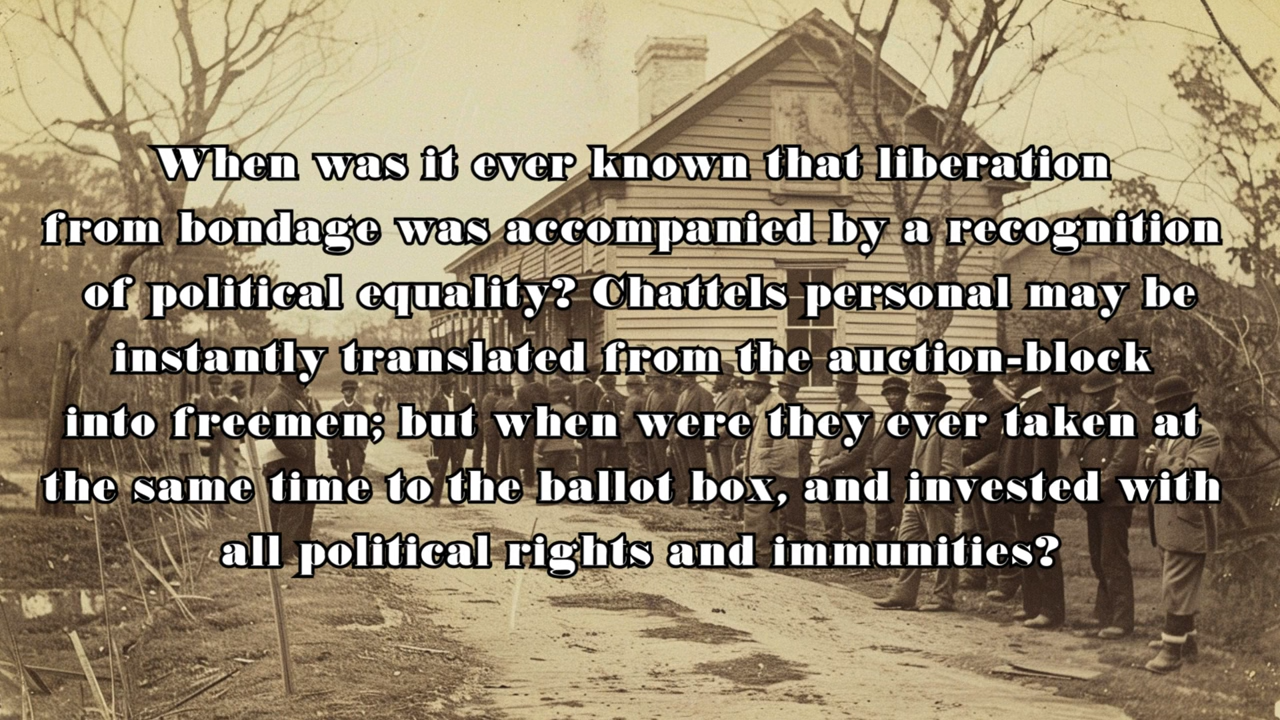 When was it ever known that liberation
from bondage was accompanied by a recognition
of political equality? Chattels personal may be
instantly translated from the auction-block
into freemen; but when were they ever taken at
the same time to the ballot box, and invested with
all political rights and immunities?